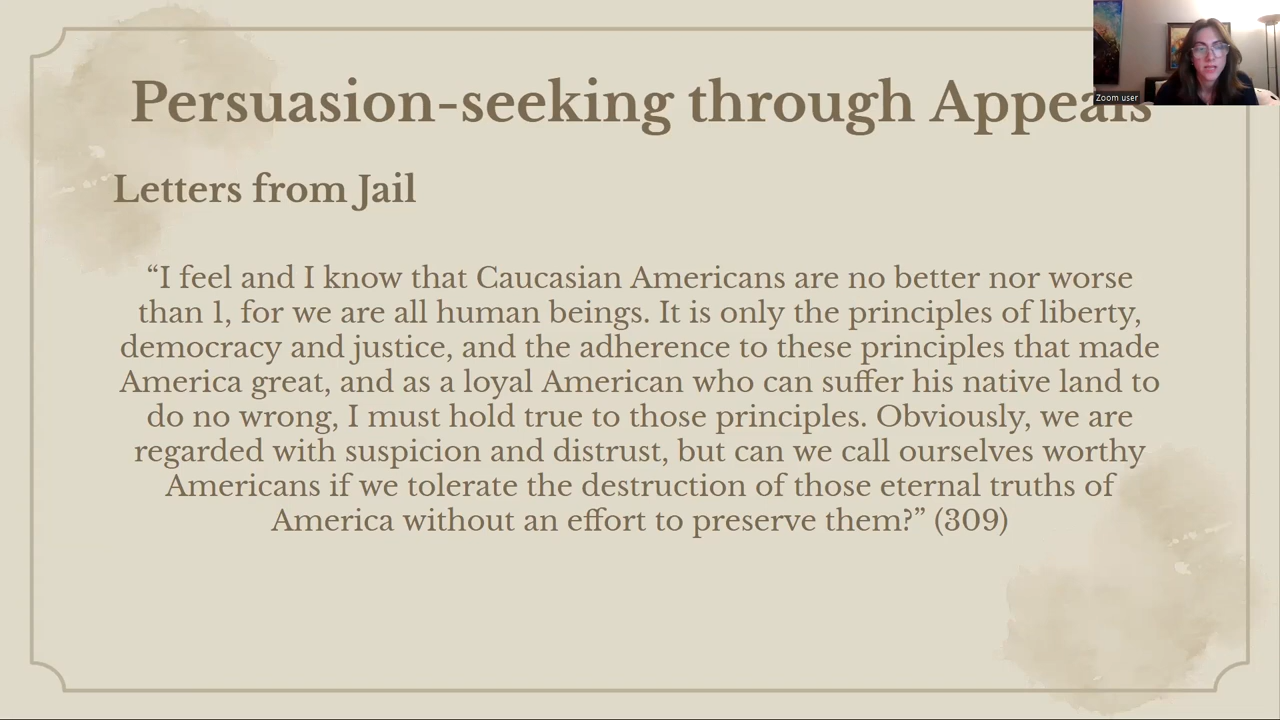 Persuasion-seeking through Appeals
Zoom user
Letters from Jail
“I feel and I know that Caucasian Americans are no better nor worse
than 1, for we are all human beings. It is only the principles of liberty,
democracy and justice, and the adherence to these principles that made
America great, and as a loyal American who can suffer his native land to
do no wrong, I must hold true to those principles. Obviously, we are
regarded with suspicion and distrust, but can we call ourselves worthy
Americans if we tolerate the destruction of those eternal truths of
America without an effort to preserve them?” (309)